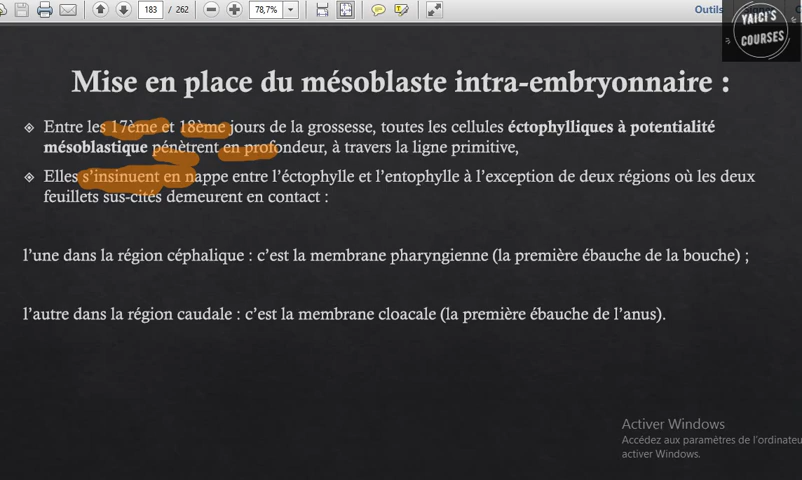 183 / 262 78,7% Outils
YAICI'S
COURSES
Mise en place du mésoblaste intra-embryonnaire :
Entre les 17ème et 18ème jours de la grossesse, toutes les cellules éctophylliques à potentialité
mésoblastique pénètrent en profondeur, à travers la ligne primitive,
Elles s'insinuent en nappe entre l'éctophylle et l'entophylle à l'exception de deux régions où les deux
feuillets sus-cités demeurent en contact :
l'une dans la région céphalique : c'est la membrane pharyngienne (la première ébauche de la bouche) ;
l'autre dans la région caudale : c'est la membrane cloacale (la première ébauche de l'anus).
Activer Windows
Accédez aux paramètres de l'ordinateu
activer Windows.